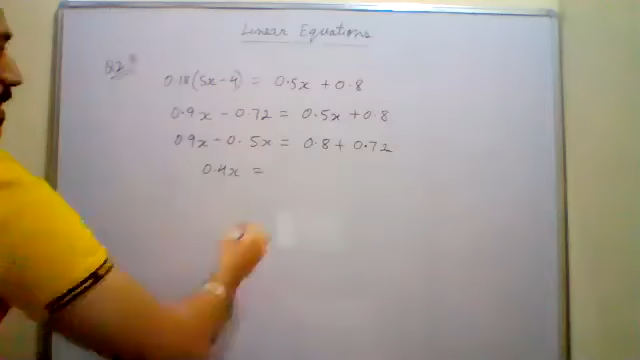 Linear Equations
Q2 0.18(5x-4) = 0.5x + 0.8
0.9x - 0.72 = 0.5x + 0.8
0.9x - 0.5x = 0.8 + 0.72
0.4x =